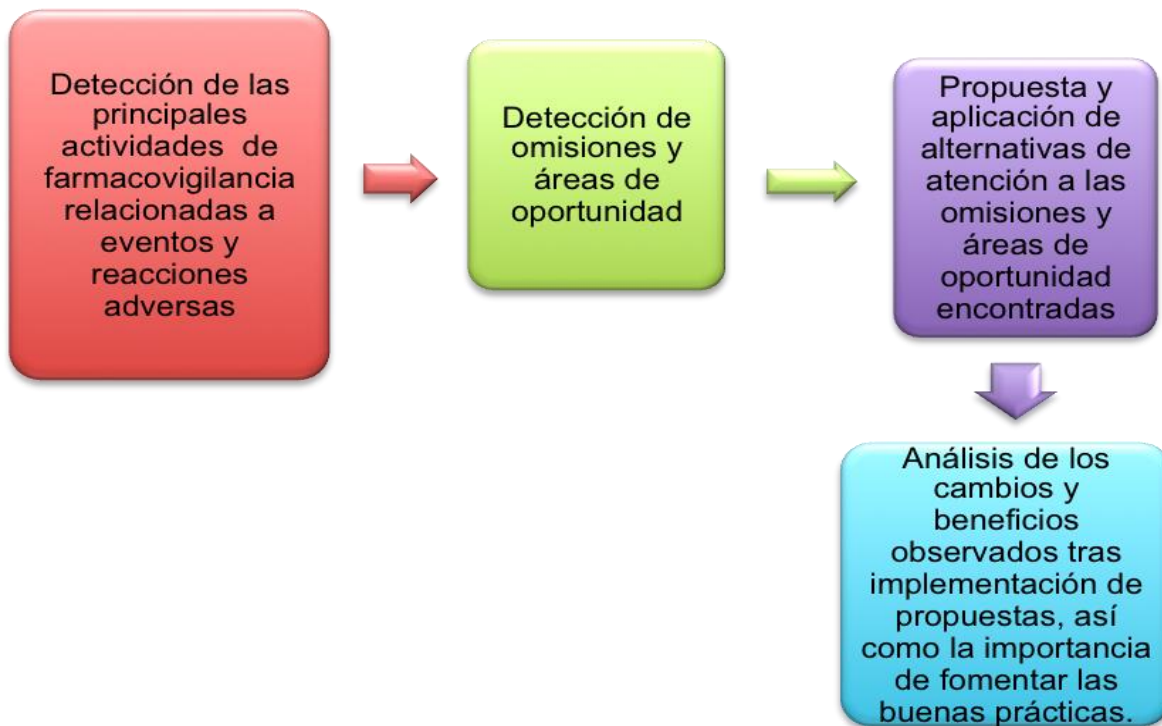 Detección de las
principales
actividades de
farmacovigilancia
relacionadas a
eventos y
reacciones
adversas
Detección de
omisiones y
áreas de
oportunidad
Propuesta y
aplicación de
alternativas de
atención a las
omisiones y
áreas de
oportunidad
encontradas
Análisis de los
cambios y
beneficios
observados tras
implementación de
propuestas, así
como la importancia
de fomentar las
buenas prácticas.